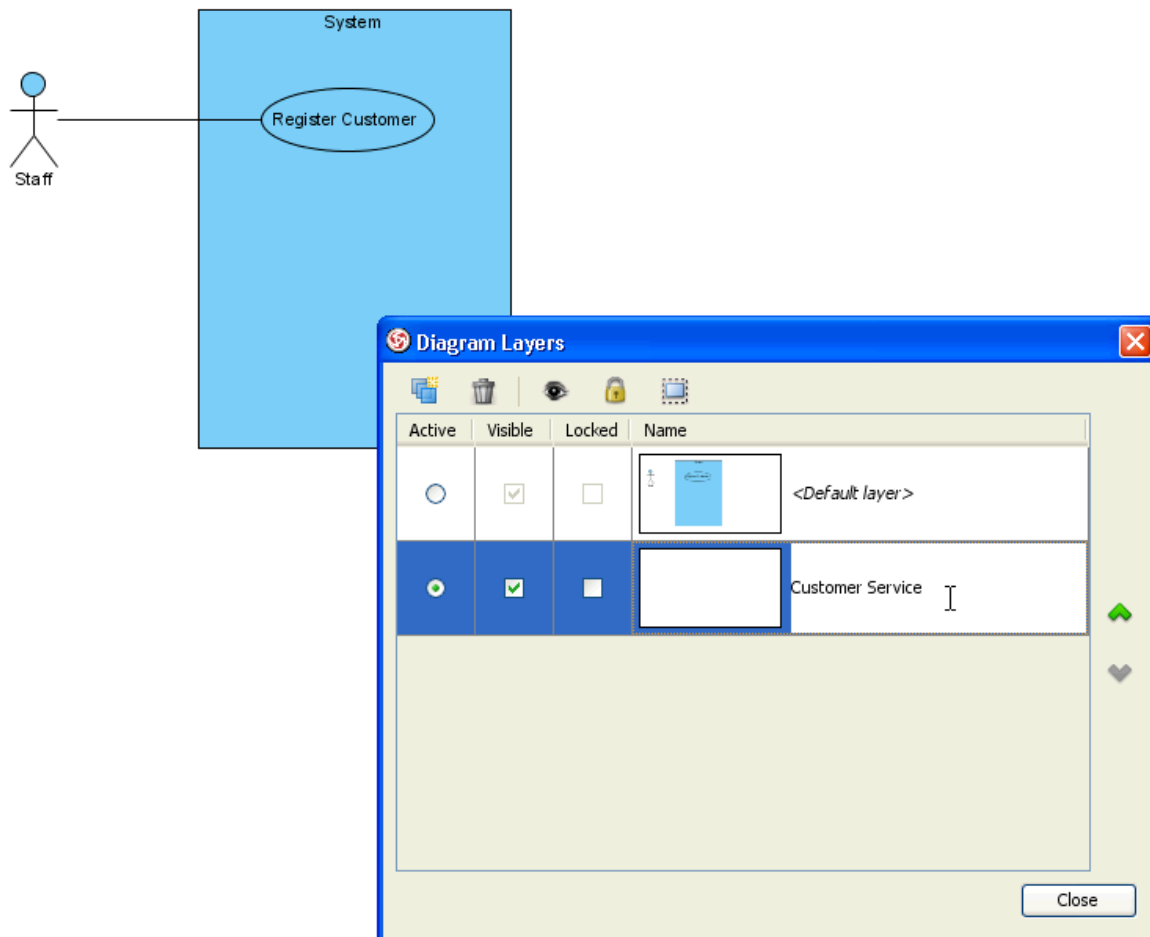 System
Register Customer
Staff
Diagram Layers
Active Visible Locked Name
<Default layer>
Customer Service
Close